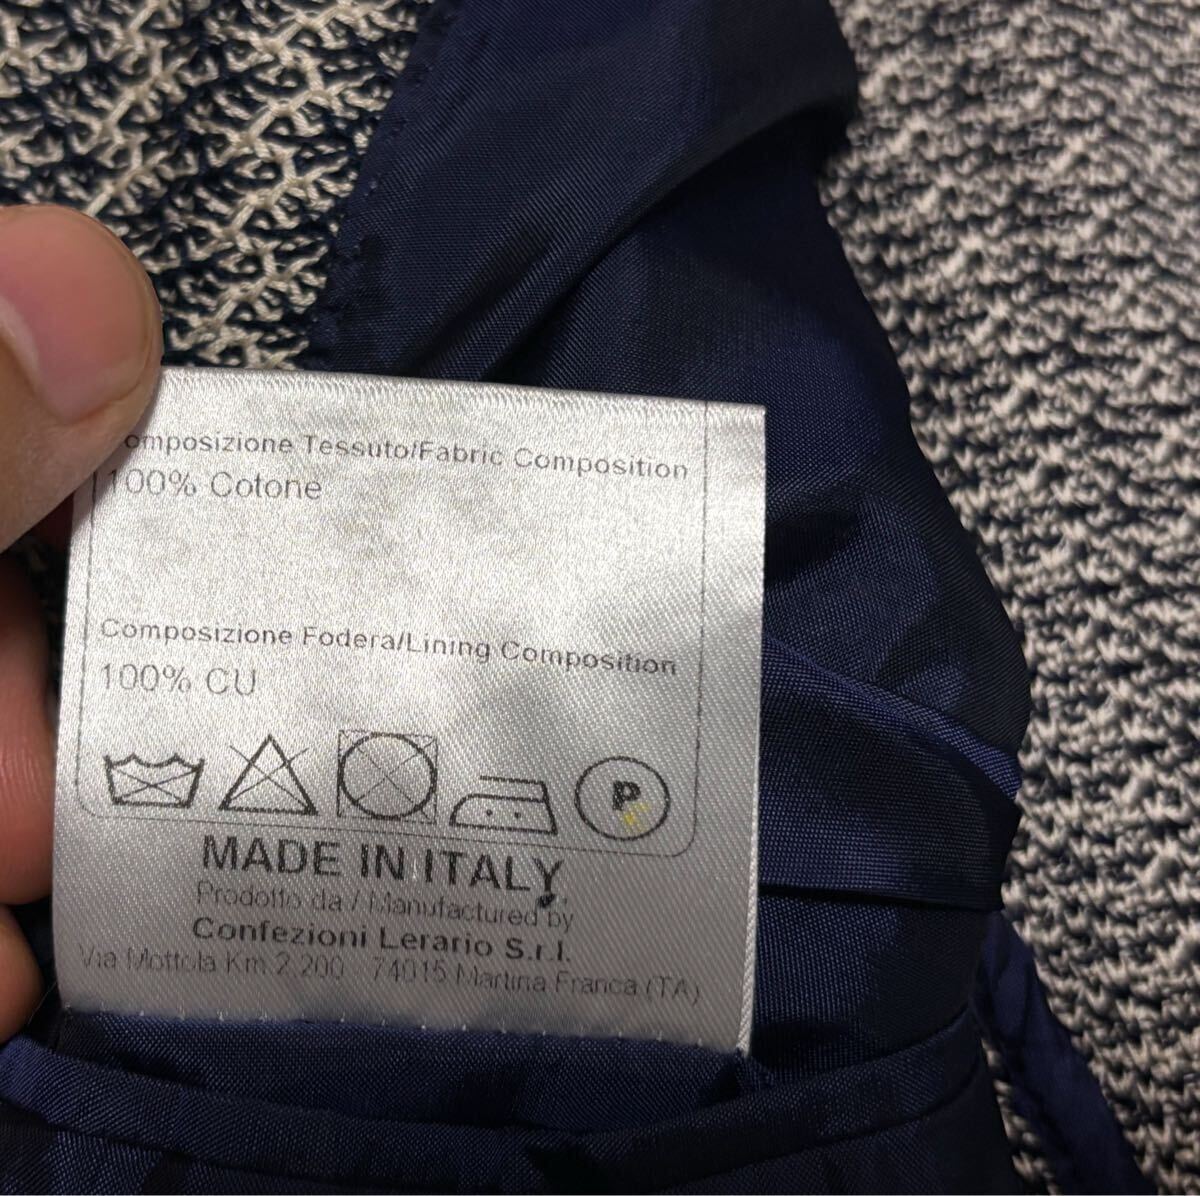 omposizione Tessuto/Fabric Composition
100% Cotone
Composizione Fodera/Lining Composition
100% CU
P
MADE IN ITALY
Prodotto da / Manufactured by
Confezioni Lerario S.r.l.
Via Mottola Km 2,200 - 74015 Martina Franca (TA)